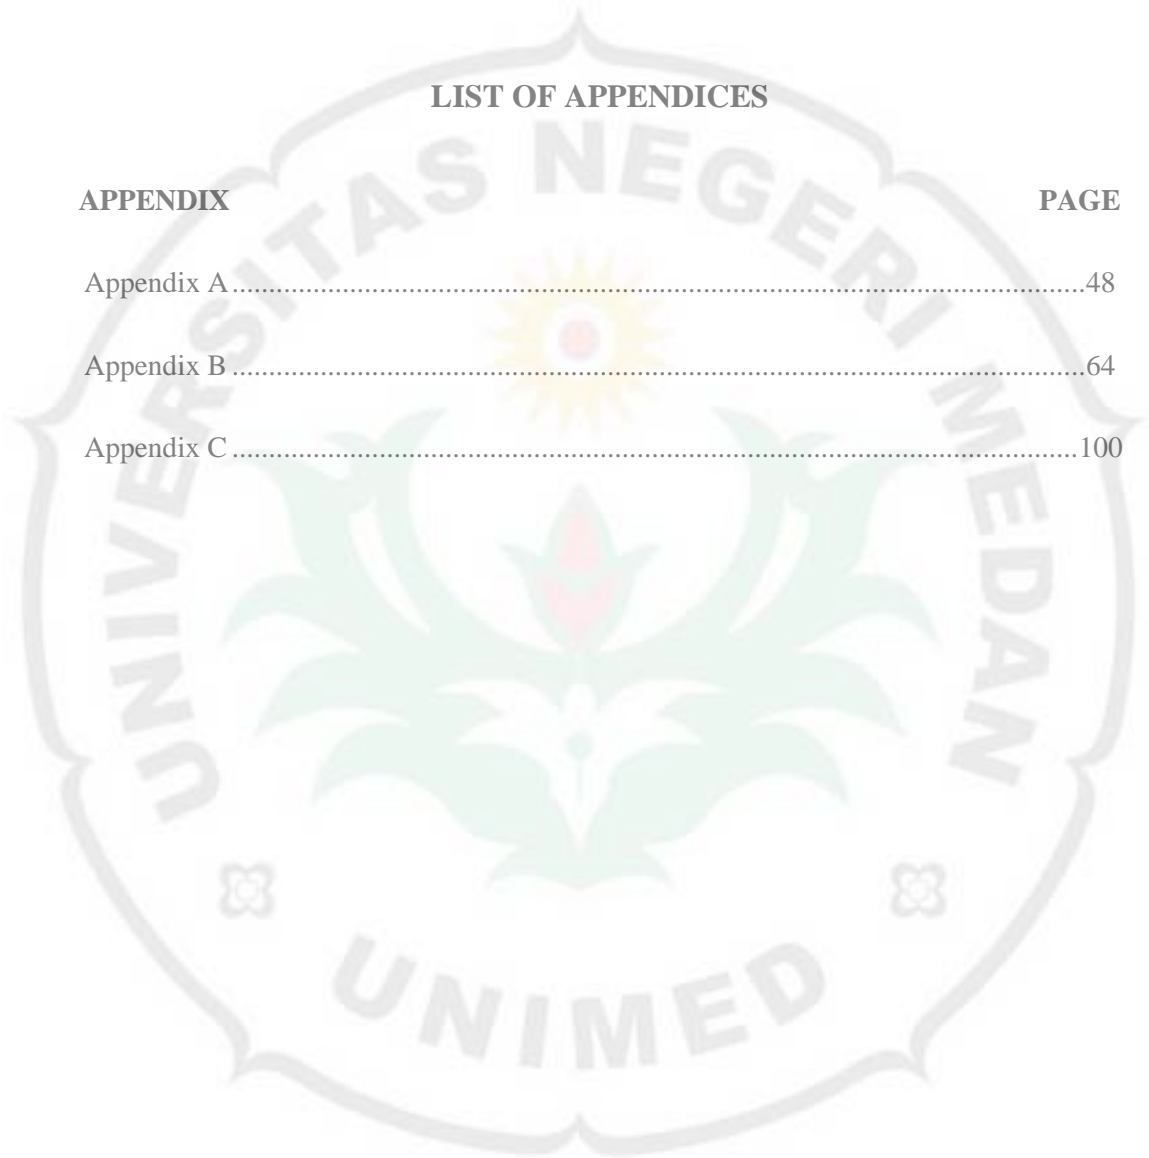 LIST OF APPENDICES
APPENDIX PAGE
Appendix A....................................................................................................................48
Appendix B....................................................................................................................64
Appendix C...................................................................................................................100
UNIVERSITAS NEGERI MEDAN
UNIMED